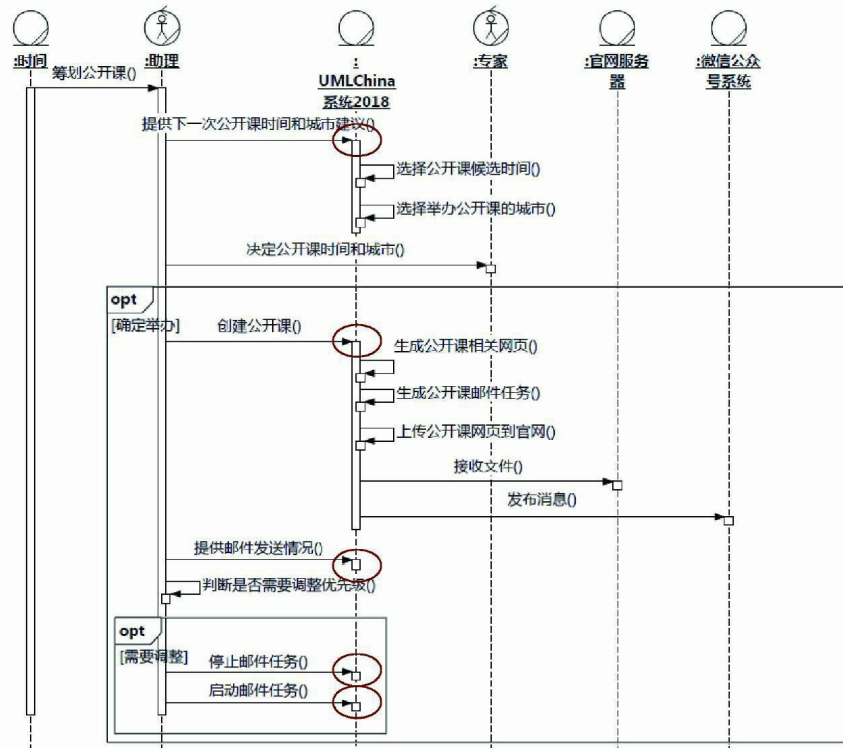 :时间
:助理
:
UMLChina
系统2018
:专家
:官网服务
器
:微信公众
号系统
筹划公开课()
提供下一次公开课时间和城市建议()
选择公开课候选时间()
选择举办公开课的城市()
决定公开课时间和城市()
opt
[确定举办]
创建公开课()
生成公开课相关网页()
生成公开课邮件任务()
上传公开课网页到官网()
接收文件()
发布消息()
提供邮件发送情况()
判断是否需要调整优先级()
opt
[需要调整]
停止邮件任务()
启动邮件任务()